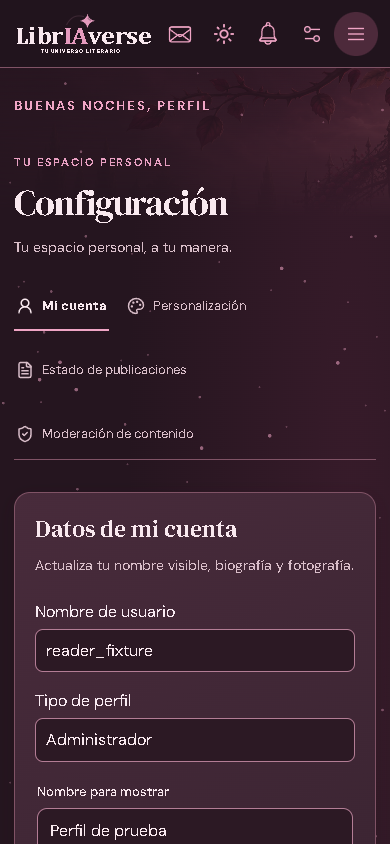 LibrIAverse
TU UNIVERSO LITERARIO
BUENAS NOCHES, PERFIL
TU ESPACIO PERSONAL
Configuración
Tu espacio personal, a tu manera.
Mi cuenta
Personalización
Estado de publicaciones
Moderación de contenido
Datos de mi cuenta
Actualiza tu nombre visible, biografía y fotografía.
Nombre de usuario
reader_fixture
Tipo de perfil
Administrador
Nombre para mostrar
Perfil de prueba